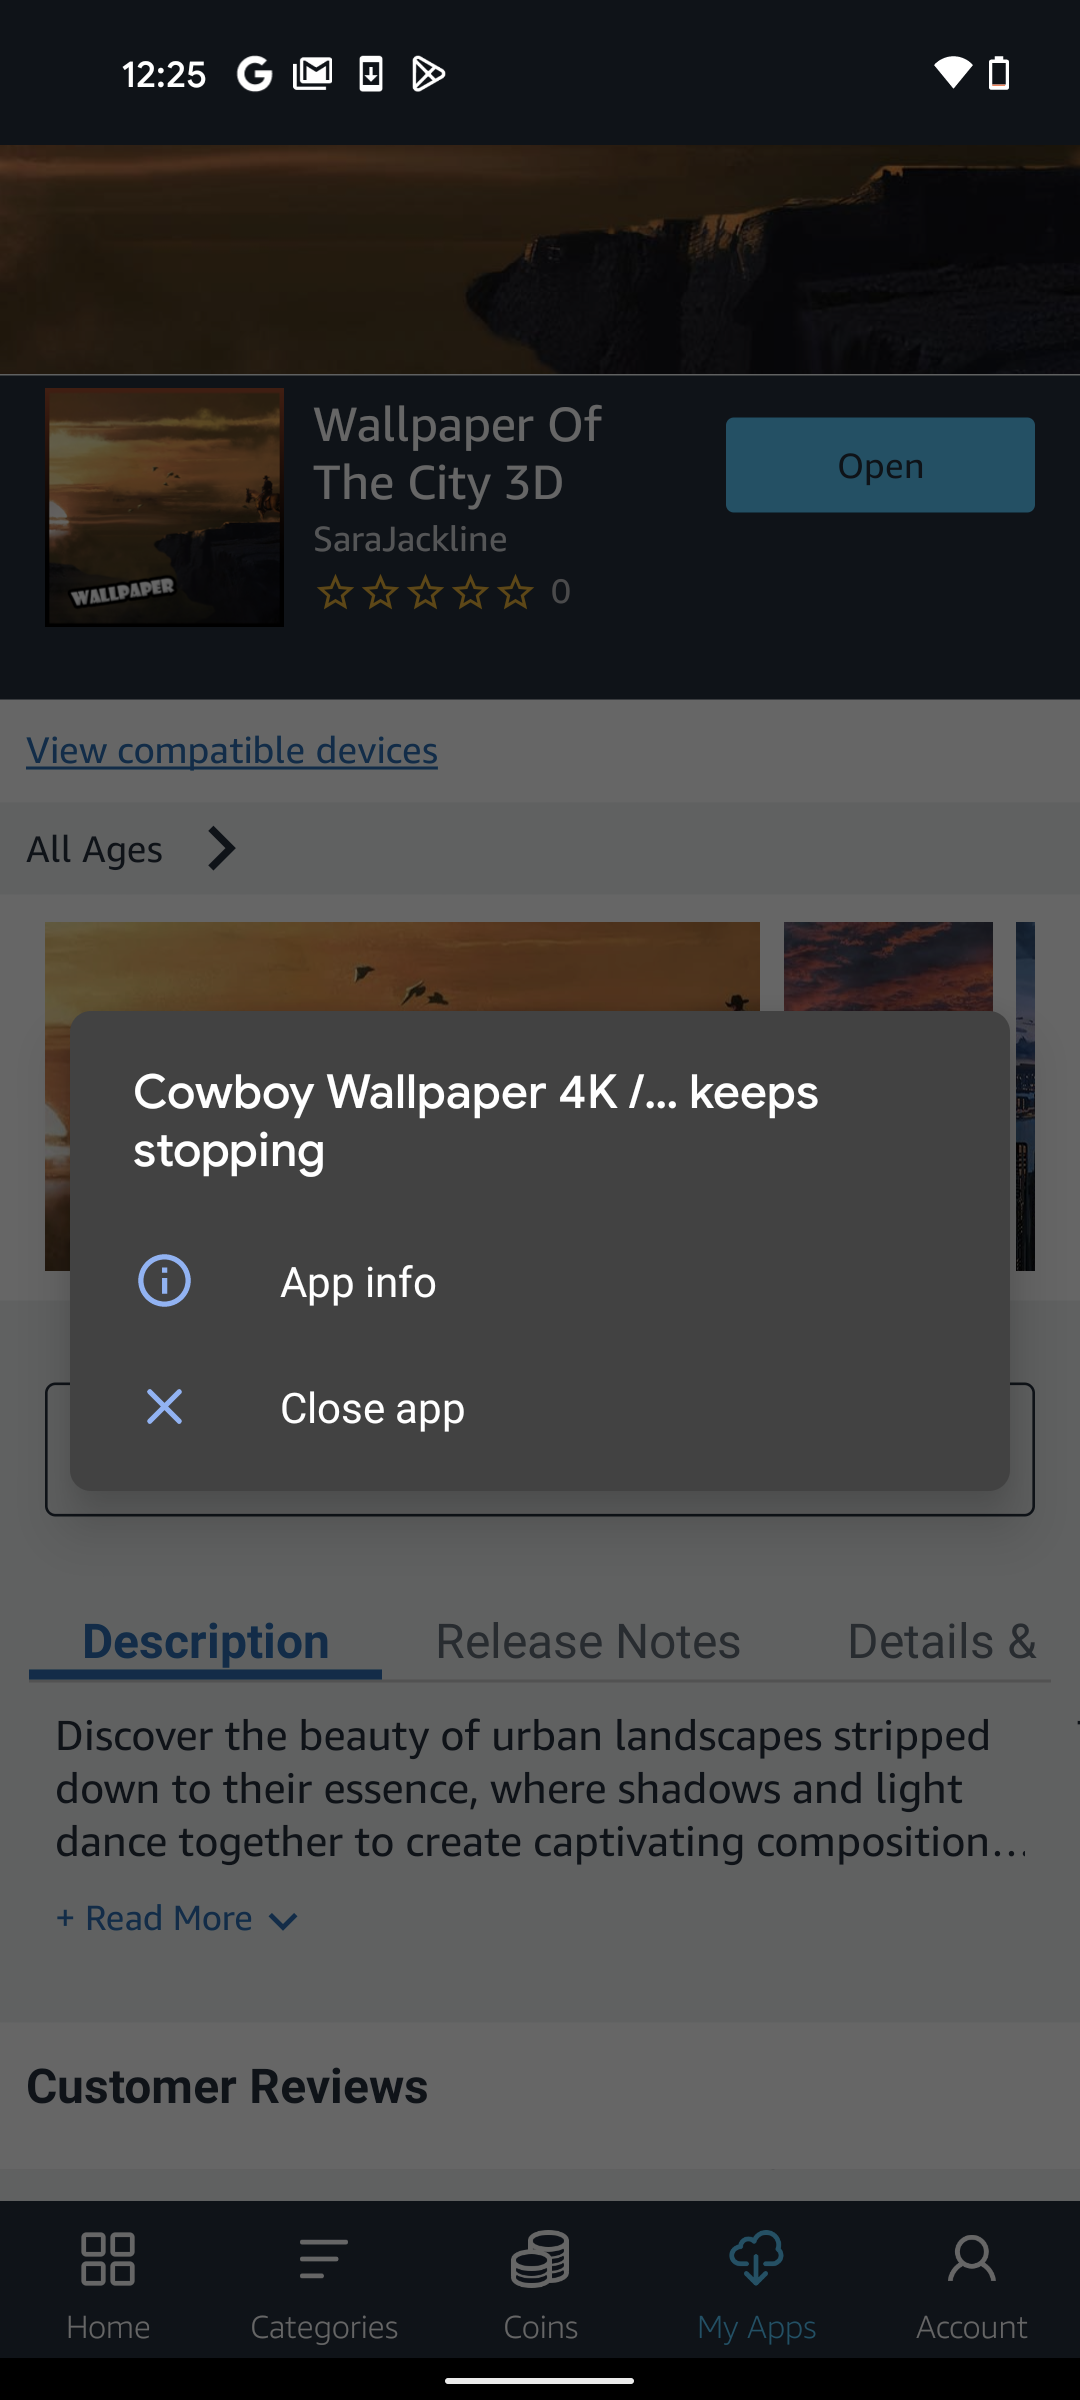 12:25
Wallpaper Of
The City 3D
SaraJackline
0
Open
WALLPAPER
View compatible devices
All Ages
Cowboy Wallpaper 4K /... keeps
stopping
App info
Close app
Description Release Notes Details &
Discover the beauty of urban landscapes stripped
down to their essence, where shadows and light
dance together to create captivating composition...
+ Read More
Customer Reviews
Home Categories Coins My Apps Account